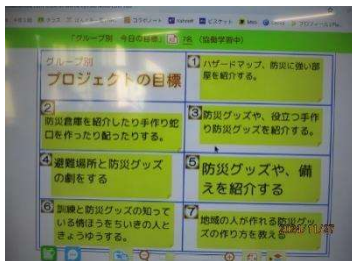 「グループ別 今日の目標」 7名 (協働学習中)
グループ別
プロジェクトの目標
① ハザードマップ、防災に強い部
屋を紹介する。
②
防災倉庫を紹介したり手作り蛇
口を作ったり配ったりする。
③ 防災グッズや、役立つ手作
り防災グッズを紹介する。
④ 避難場所と防災グッズ
の劇をする
⑤
防災グッズや、備
えを紹介する
⑥ 訓練と防災グッズの知って
いる情ほうをちいきの人と
きょうゆうする。
⑦ 地域の人が作れる防災グッ
ズの作り方を教える